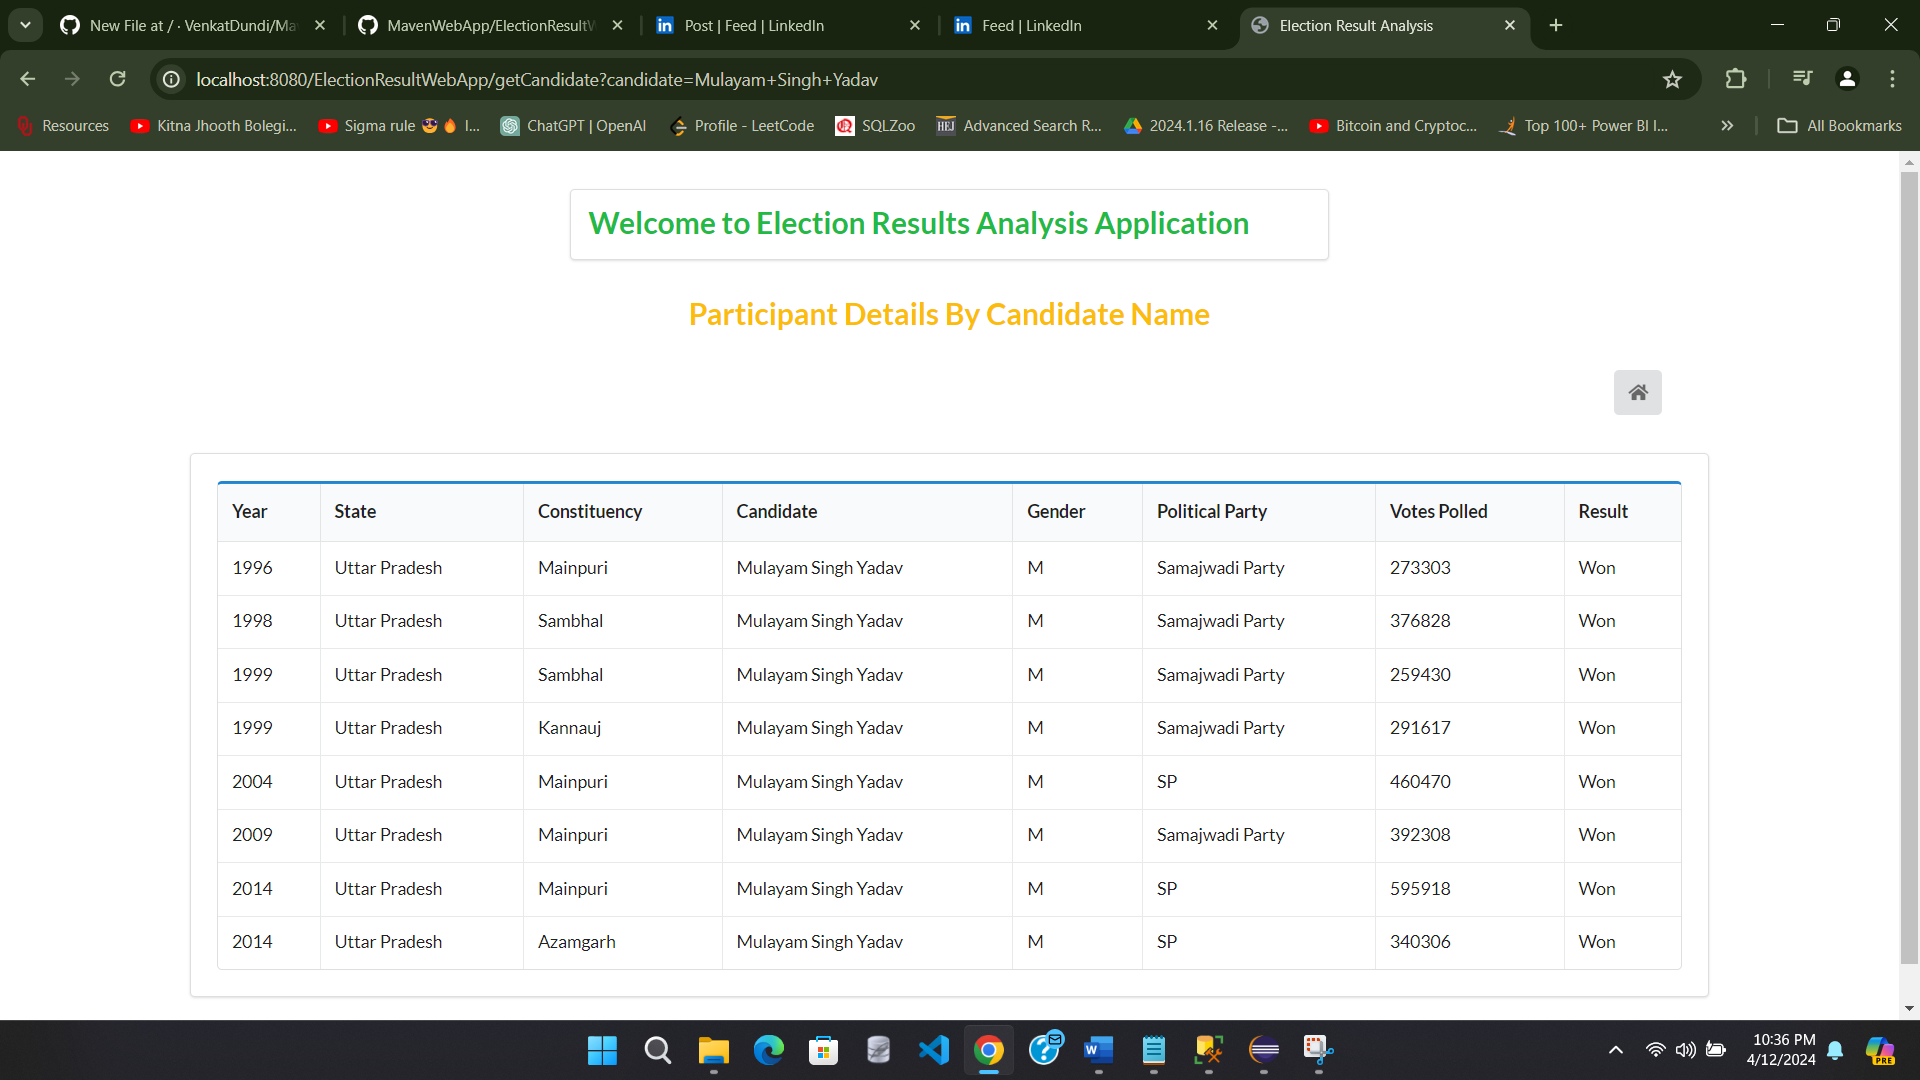 New File at / · VenkatDundi/Ma
MavenWebApp/ElectionResultW
Post | Feed | LinkedIn
Feed | LinkedIn
Election Result Analysis
localhost:8080/ElectionResultWebApp/getCandidate?candidate=Mulayam+Singh+Yadav
Resources
Kitna Jhooth Bolegi...
Sigma rule 😎🔥 I...
ChatGPT | OpenAI
Profile - LeetCode
SQLZoo
Advanced Search R...
2024.1.16 Release -...
Bitcoin and Cryptoc...
Top 100+ Power BI I...
All Bookmarks
Welcome to Election Results Analysis Application
Participant Details By Candidate Name
Year State Constituency Candidate Gender Political Party Votes Polled Result
1996 Uttar Pradesh Mainpuri Mulayam Singh Yadav M Samajwadi Party 273303 Won
1998 Uttar Pradesh Sambhal Mulayam Singh Yadav M Samajwadi Party 376828 Won
1999 Uttar Pradesh Sambhal Mulayam Singh Yadav M Samajwadi Party 259430 Won
1999 Uttar Pradesh Kannauj Mulayam Singh Yadav M Samajwadi Party 291617 Won
2004 Uttar Pradesh Mainpuri Mulayam Singh Yadav M SP 460470 Won
2009 Uttar Pradesh Mainpuri Mulayam Singh Yadav M Samajwadi Party 392308 Won
2014 Uttar Pradesh Mainpuri Mulayam Singh Yadav M SP 595918 Won
2014 Uttar Pradesh Azamgarh Mulayam Singh Yadav M SP 340306 Won
10:36 PM
4/12/2024
PRE